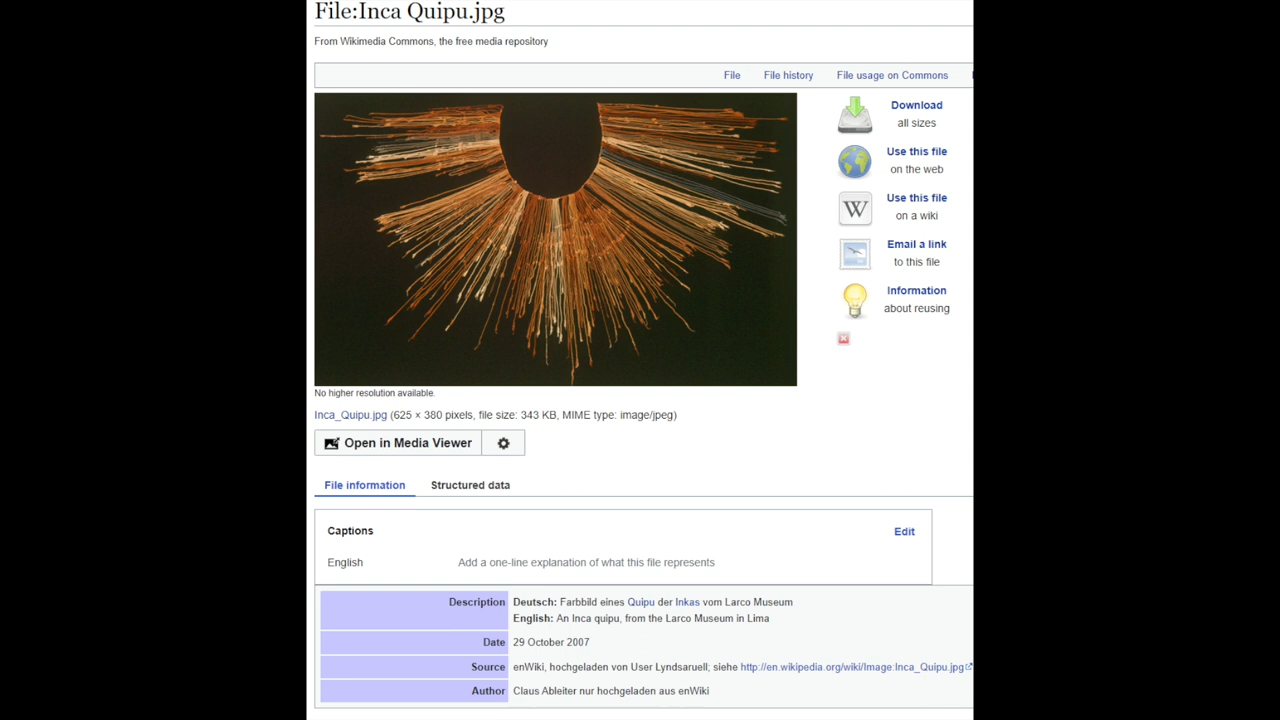 File:Inca Quipu.jpg
From Wikimedia Commons, the free media repository
File File history File usage on Commons
Download
all sizes
Use this file
on the web
W
Use this file
on a wiki
Email a link
to this file
Information
about reusing
No higher resolution available.
Inca_Quipu.jpg (625 × 380 pixels, file size: 343 KB, MIME type: image/jpeg)
Open in Media Viewer
File information Structured data
Captions Edit
English Add a one-line explanation of what this file represents
Description Deutsch: Farbbild eines Quipu der Inkas vom Larco Museum
English: An Inca quipu, from the Larco Museum in Lima
Date 29 October 2007
Source enWiki, hochgeladen von User Lyndsaruell; siehe http://en.wikipedia.org/wiki/Image:Inca_Quipu.jpg
Author Claus Ableiter nur hochgeladen aus enWiki